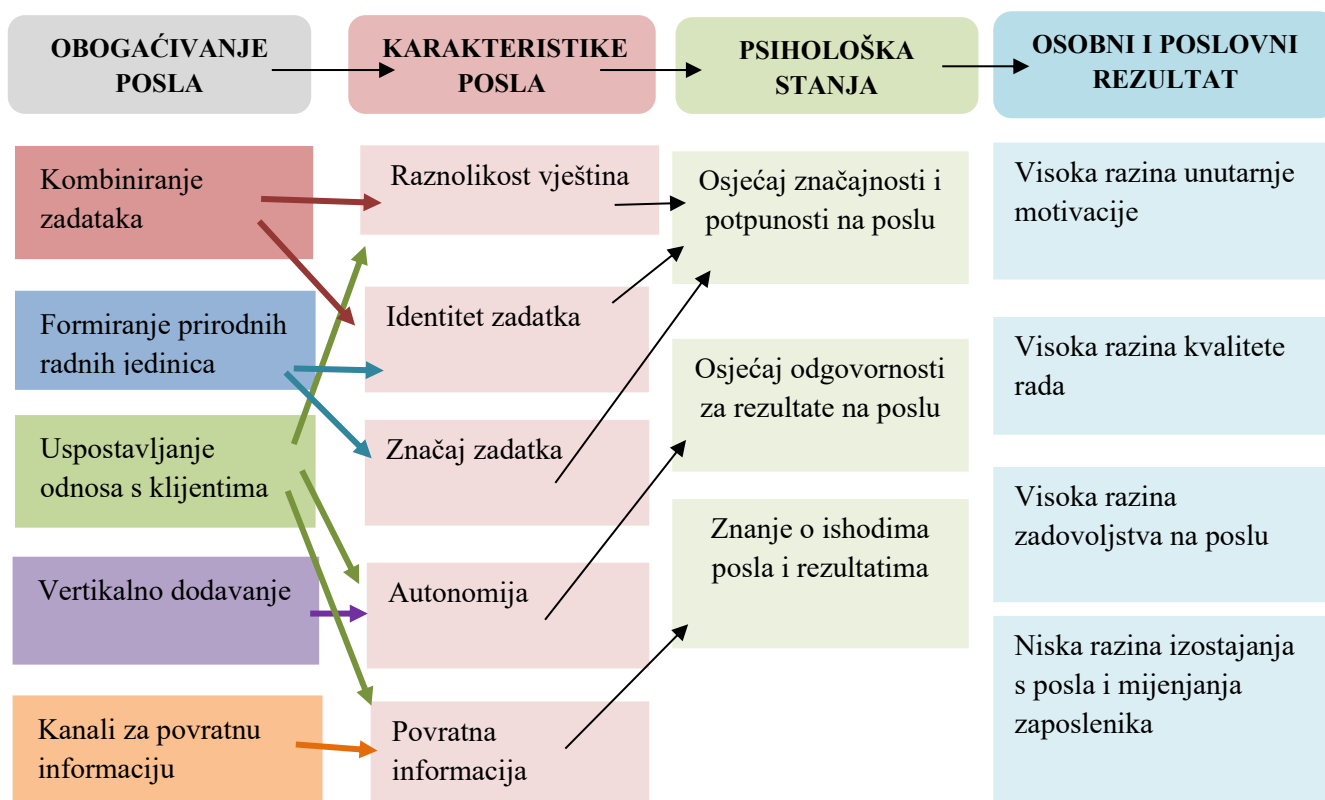 OBOGAĆIVANJE
POSLA
KARAKTERISTIKE
POSLA
PSIHOLOŠKA
STANJA
OSOBNI I POSLOVNI
REZULTAT
Kombiniranje
zadataka
Formiranje prirodnih
radnih jedinica
Uspostavljanje
odnosa s klijentima
Vertikalno dodavanje
Kanali za povratnu
informaciju
Raznolikost vještina
Identitet zadatka
Značaj zadatka
Autonomija
Povratna
informacija
Osjećaj značajnosti i
potpunosti na poslu
Osjećaj odgovornosti
za rezultate na poslu
Znanje o ishodima
posla i rezultatima
Visoka razina unutarnje
motivacije
Visoka razina kvalitete
rada
Visoka razina
zadovoljstva na poslu
Niska razina izostajanja
s posla i mijenjanja
zaposlenika